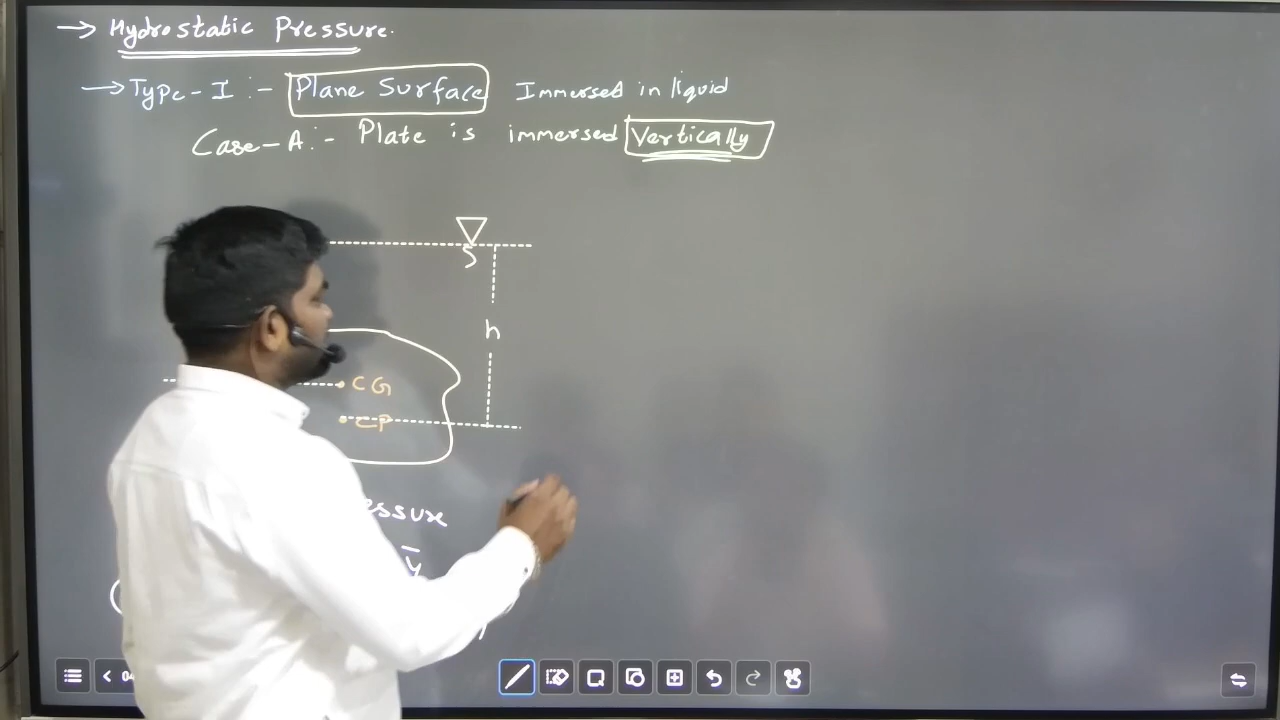 → Hydrostatic Pressure.
→ Type-I :- Plane Surface Immersed in liquid
Case-A :- Plate is immersed Vertically
h
CG
CP
essure
ȳ